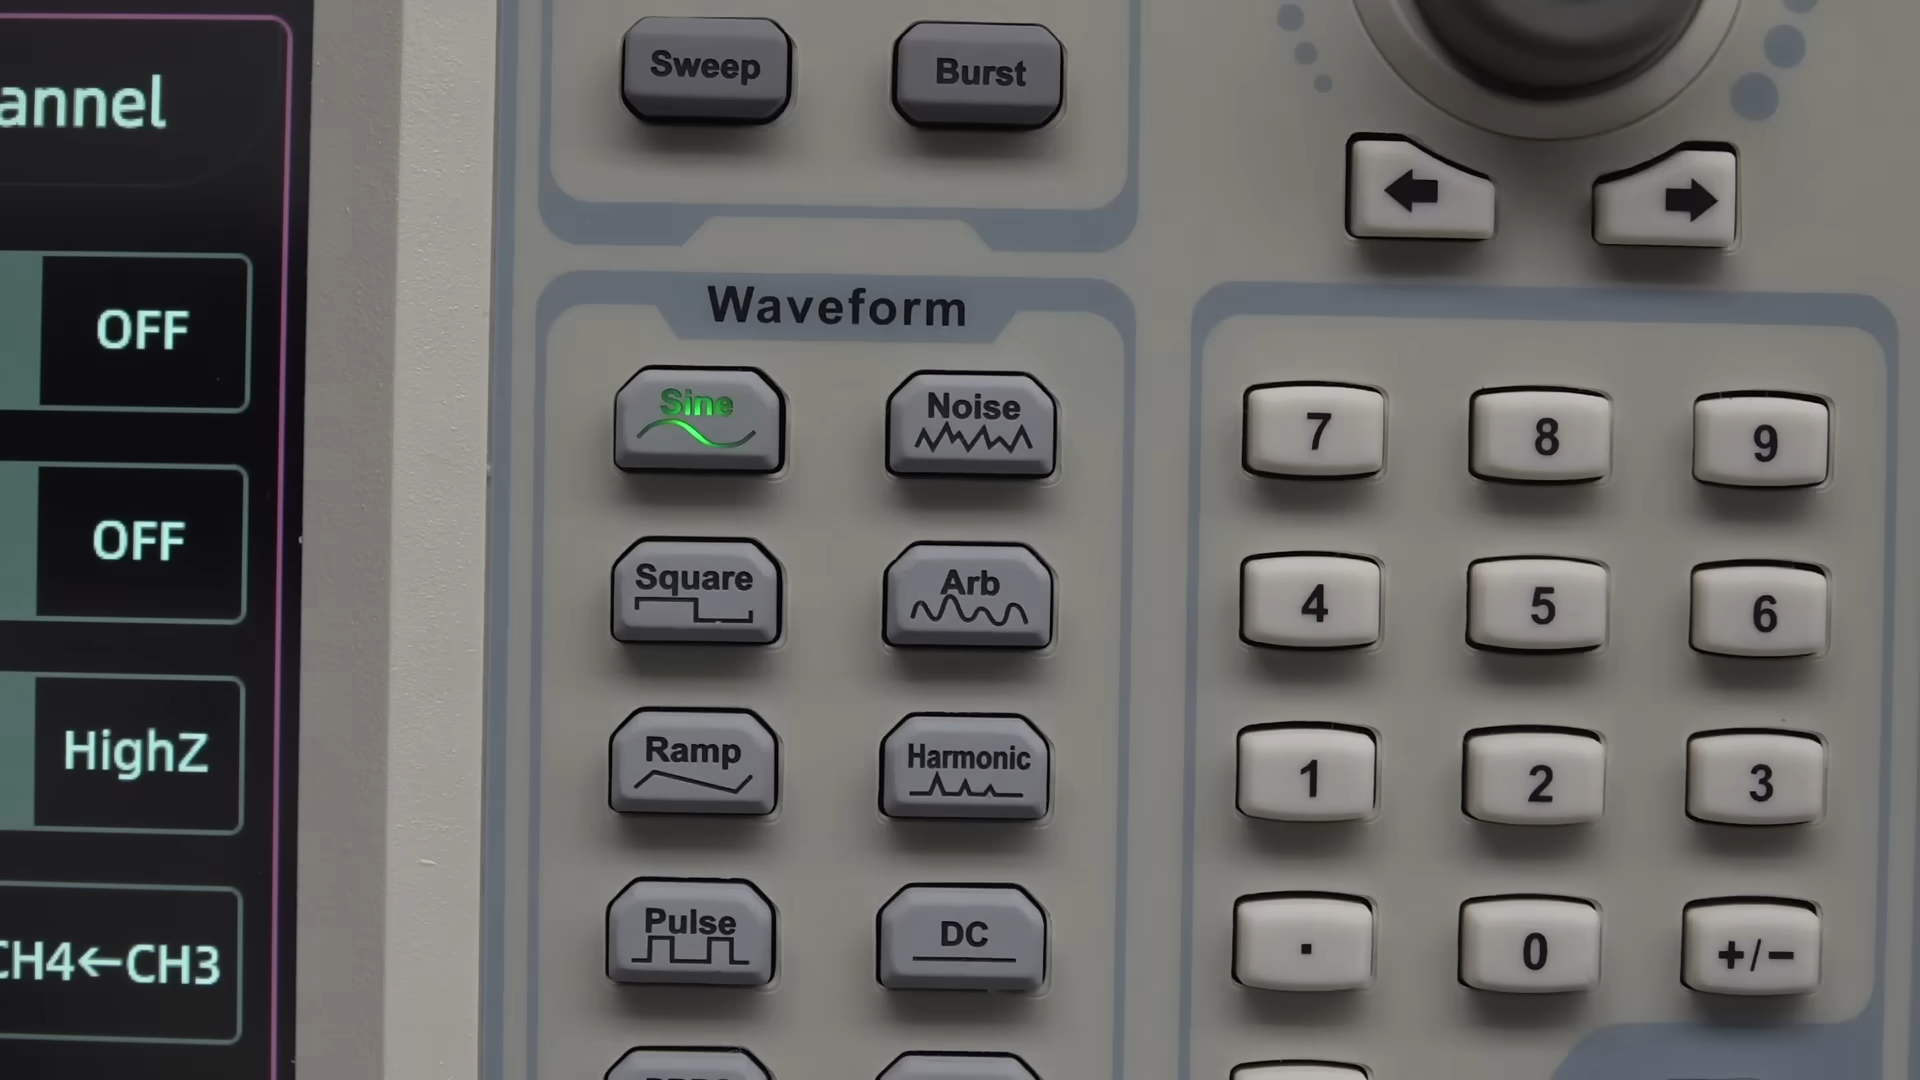 annel
OFF
OFF
HighZ
CH4←CH3
Sweep
Burst
Waveform
Sine
Noise
Square
Arb
Ramp
Harmonic
Pulse
DC
7 8 9
4 5 6
1 2 3
. 0 +/−